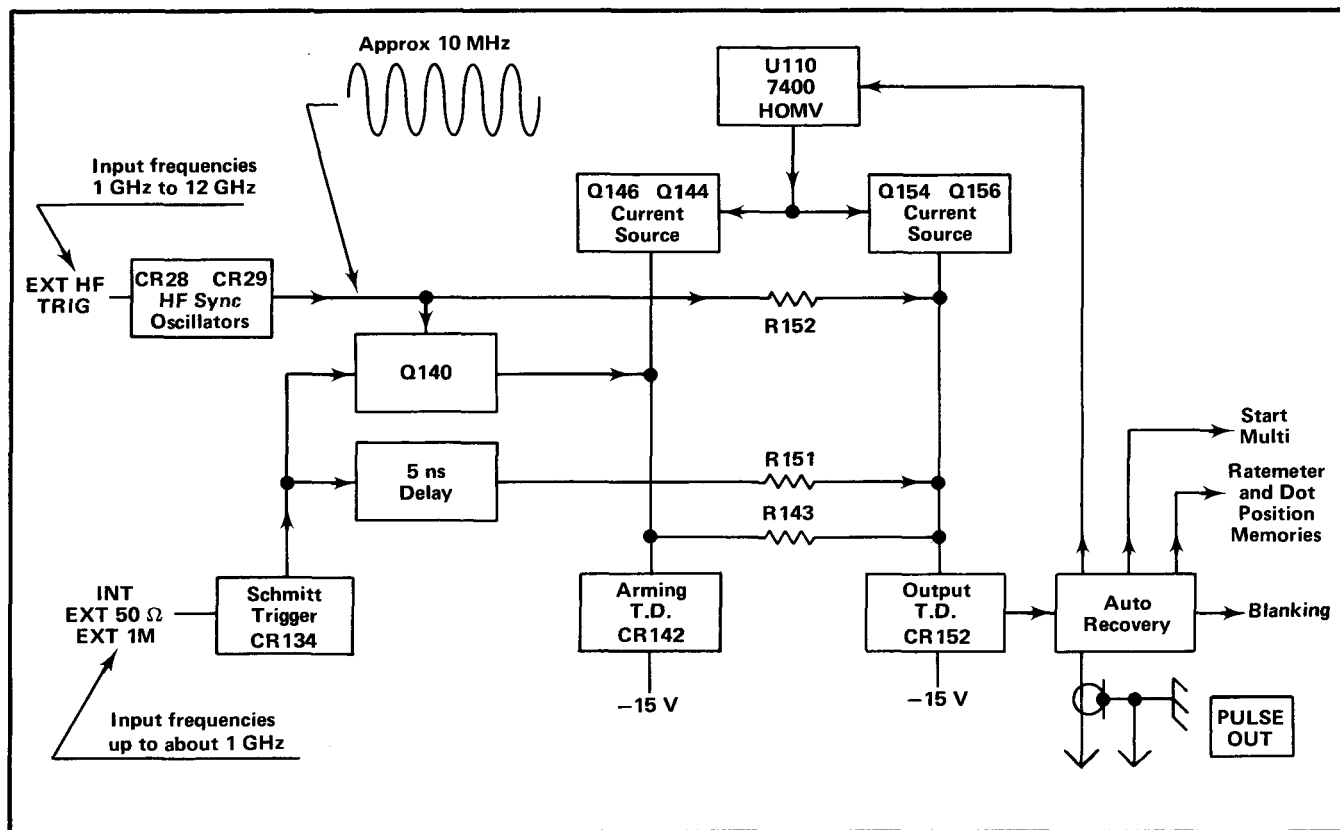 Approx 10 MHz
U110
7400
HOMV
Input frequencies
1 GHz to 12 GHz
Q146 Q144
Current
Source
Q154 Q156
Current
Source
EXT HF
TRIG
CR28 CR29
HF Sync
Oscillators
R152
Q140
Start
Multi
5 ns
Delay
R151
Ratemeter
and Dot
Position
Memories
R143
INT
EXT 50 Ω
EXT 1M
Schmitt
Trigger
CR134
Arming
T.D.
CR142
Output
T.D.
CR152
Auto
Recovery
Blanking
−15 V
−15 V
Input frequencies
up to about 1 GHz
PULSE
OUT